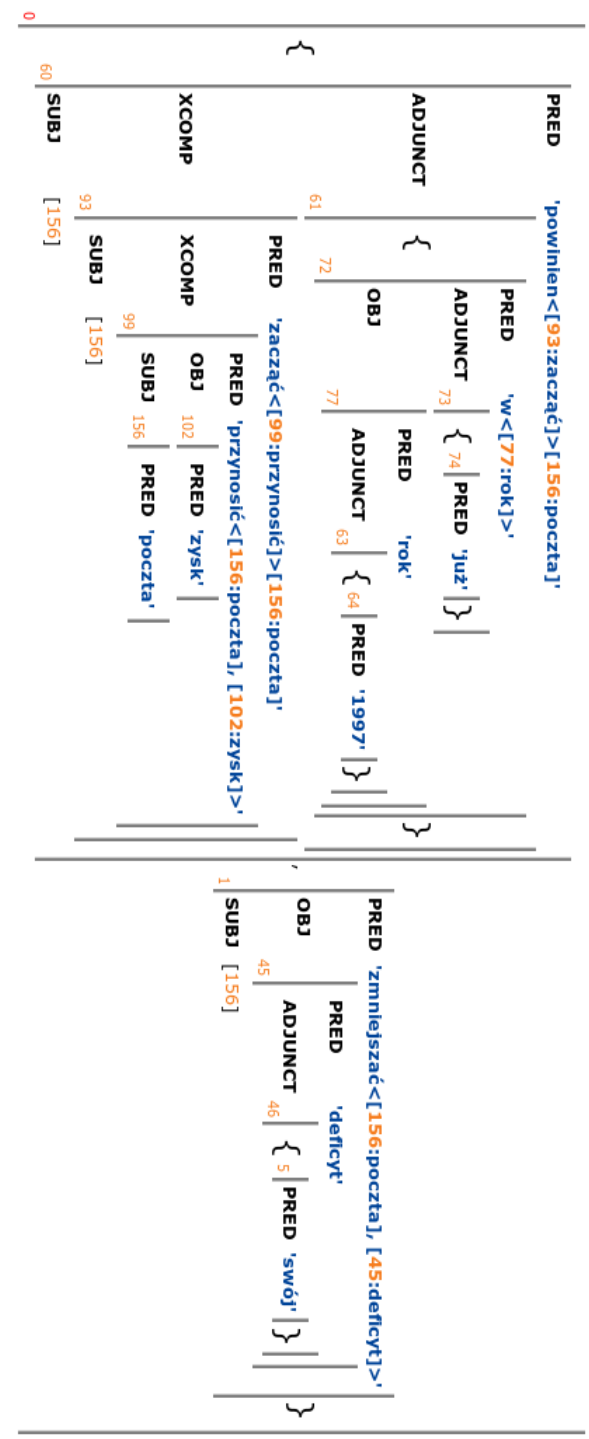 PRED 'powinien<[93:zacząć]>[156:poczta]'
PRED 'w<[77:rok]>'
ADJUNCT 73 { 74 PRED 'już' }
ADJUNCT 61 { 72 }
PRED 'rok'
OBJ 77
ADJUNCT 63 { 64 PRED '1997' }
PRED 'zacząć<[99:przynosić]>[156:poczta]'
PRED 'przynosić<[156:poczta], [102:zysk]>'
OBJ 102 PRED 'zysk'
XCOMP 93 XCOMP 99
SUBJ 156 PRED 'poczta'
SUBJ [156]
60 SUBJ [156]
0 { , }
PRED 'zmniejszać<[156:poczta], [45:deficyt]>'
PRED 'deficyt'
OBJ 45
ADJUNCT 46 { 5 PRED 'swój' }
1 SUBJ [156]